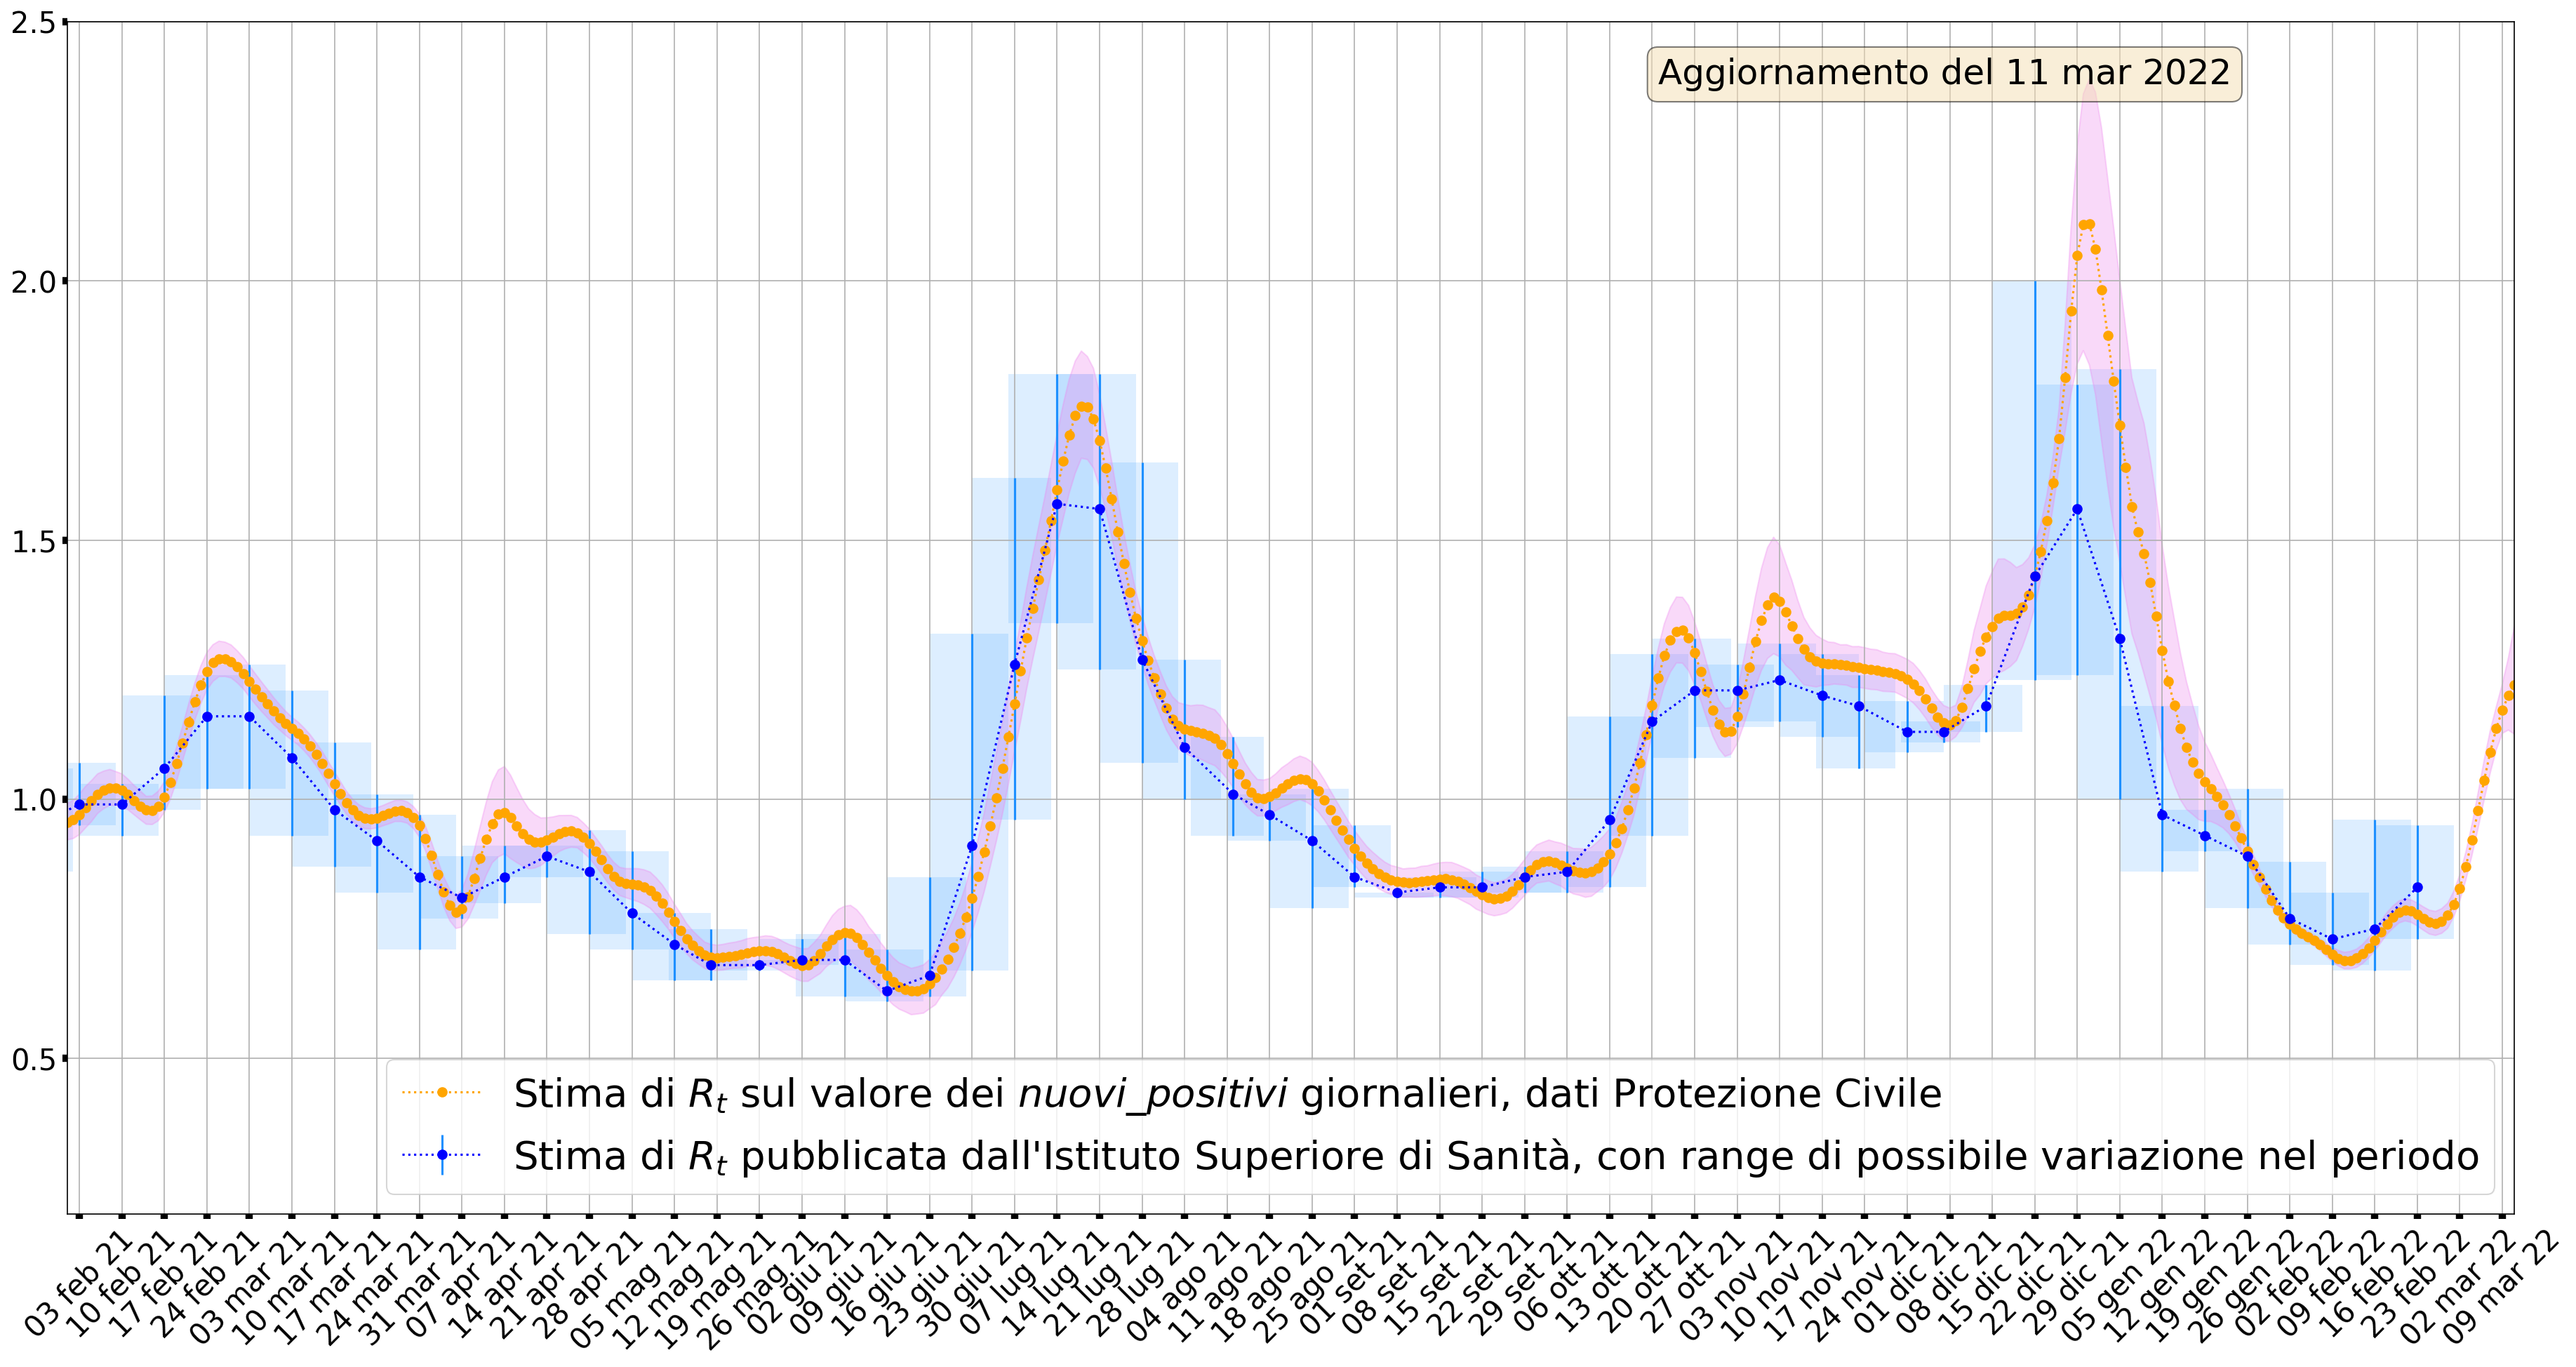 2.5
2.0
1.5
1.0
0.5
Aggiornamento del 11 mar 2022
Stima di Rt sul valore dei nuovi_positivi giornalieri, dati Protezione Civile
Stima di Rt pubblicata dall'Istituto Superiore di Sanità, con range di possibile variazione nel periodo
03 feb 21
10 feb 21
17 feb 21
24 feb 21
03 mar 21
10 mar 21
17 mar 21
24 mar 21
31 mar 21
07 apr 21
14 apr 21
21 apr 21
28 apr 21
05 mag 21
12 mag 21
19 mag 21
26 mag 21
02 giu 21
09 giu 21
16 giu 21
23 giu 21
30 giu 21
07 lug 21
14 lug 21
21 lug 21
28 lug 21
04 ago 21
11 ago 21
18 ago 21
25 ago 21
01 set 21
08 set 21
15 set 21
22 set 21
29 set 21
06 ott 21
13 ott 21
20 ott 21
27 ott 21
03 nov 21
10 nov 21
17 nov 21
24 nov 21
01 dic 21
08 dic 21
15 dic 21
22 dic 21
29 dic 21
05 gen 22
12 gen 22
19 gen 22
26 gen 22
02 feb 22
09 feb 22
16 feb 22
23 feb 22
02 mar 22
09 mar 22